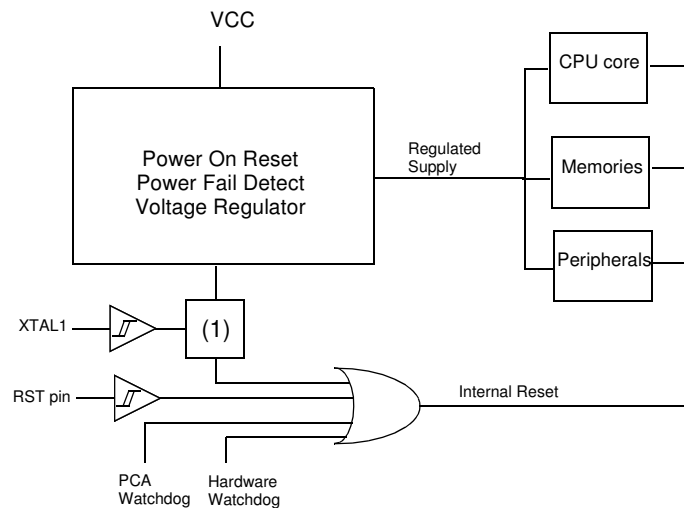 VCC
CPU core
Power On Reset
Power Fail Detect
Voltage Regulator
Regulated
Supply
Memories
Peripherals
XTAL1
(1)
RST pin
Internal Reset
PCA
Watchdog
Hardware
Watchdog